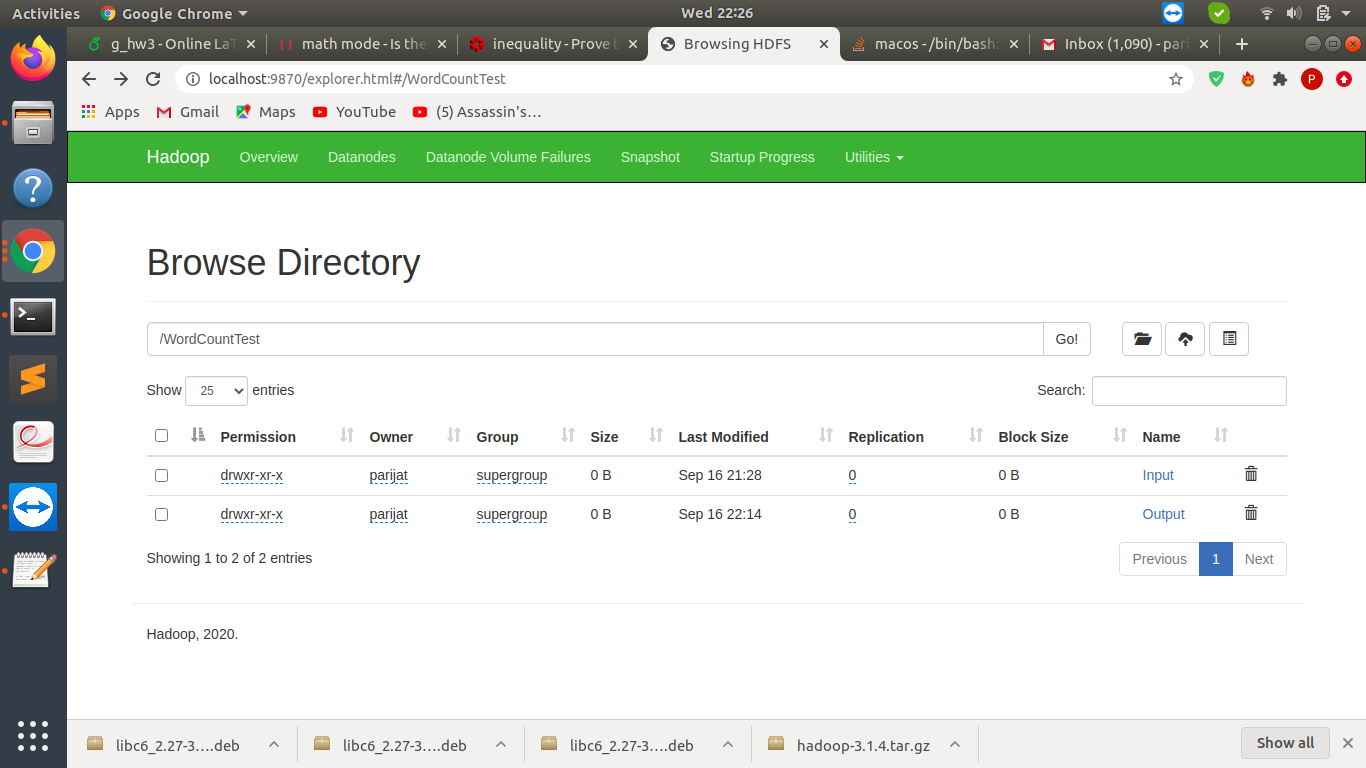 Activities Google Chrome Wed 22:26
g_hw3 - Online LaT math mode - Is the inequality - Prove t Browsing HDFS macos - /bin/bash: Inbox (1,090) - pari
localhost:9870/explorer.html#/WordCountTest P
Apps Gmail Maps YouTube (5) Assassin's…
Hadoop Overview Datanodes Datanode Volume Failures Snapshot Startup Progress Utilities
Browse Directory
/WordCountTest Go!
Show 25 entries Search:
Permission Owner Group Size Last Modified Replication Block Size Name
drwxr-xr-x parijat supergroup 0 B Sep 16 21:28 0 0 B Input
drwxr-xr-x parijat supergroup 0 B Sep 16 22:14 0 0 B Output
Showing 1 to 2 of 2 entries Previous 1 Next
Hadoop, 2020.
libc6_2.27-3….deb libc6_2.27-3….deb libc6_2.27-3….deb hadoop-3.1.4.tar.gz Show all